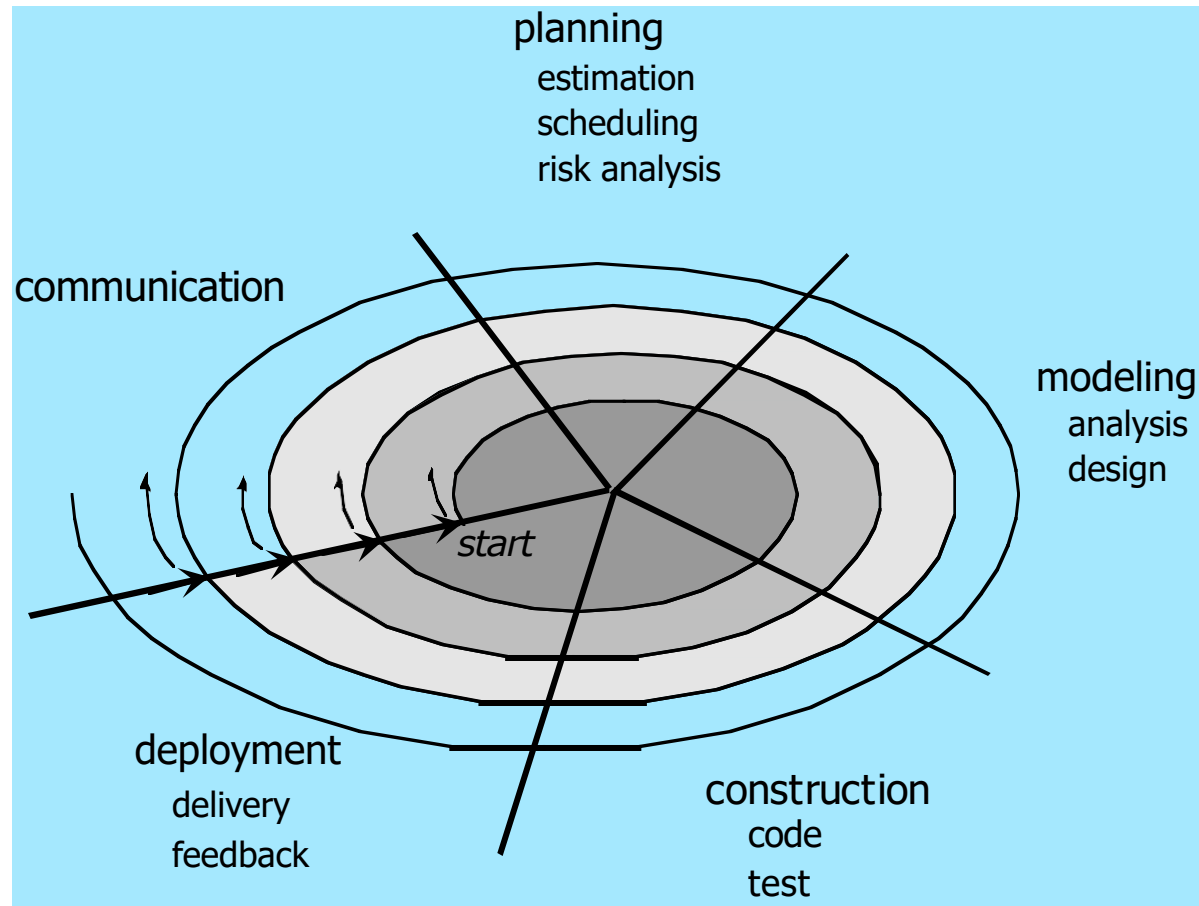 planning
estimation
scheduling
risk analysis
communication
modeling
analysis
design
start
deployment
delivery
feedback
construction
code
test